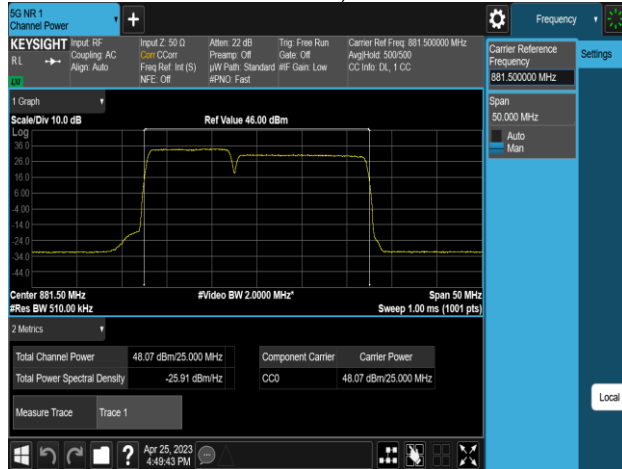 5G NR 1
Channel Power
Frequency
KEYSIGHT
RL
Input: RF
Coupling: AC
Align: Auto
Input Z: 50 Ω
Corr CCorr
Freq Ref: Int (S)
NFE: Off
Atten: 22 dB
Preamp: Off
µW Path: Standard
#PNO: Fast
Trig: Free Run
Gate: Off
#IF Gain: Low
Carrier Ref Freq: 881.500000 MHz
Avg|Hold: 500/500
CC Info: DL, 1 CC
Carrier Reference
Frequency
881.500000 MHz
Settings
Span
50.000 MHz
Auto
Man
1 Graph
Scale/Div 10.0 dB
Ref Value 46.00 dBm
Log
36.0
26.0
16.0
6.00
-4.00
-14.0
-24.0
-34.0
-44.0
Center 881.50 MHz
#Video BW 2.0000 MHz*
Span 50 MHz
#Res BW 510.00 kHz
Sweep 1.00 ms (1001 pts)
2 Metrics
Total Channel Power 48.07 dBm/25.000 MHz
Total Power Spectral Density -25.91 dBm/Hz
Component Carrier Carrier Power
CC0 48.07 dBm/25.000 MHz
Measure Trace Trace 1
Local
Apr 25, 2023
4:49:43 PM